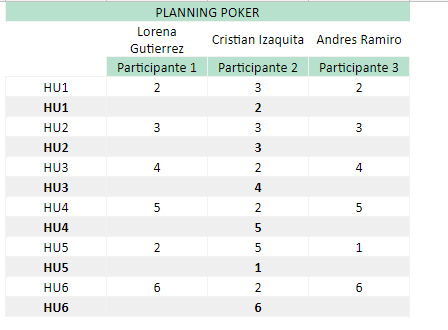 PLANNING POKER
Lorena Gutierrez Cristian Izaquita Andres Ramiro
Participante 1 Participante 2 Participante 3
HU1 2 3 2
HU1 2
HU2 3 3 3
HU2 3
HU3 4 2 4
HU3 4
HU4 5 2 5
HU4 5
HU5 2 5 1
HU5 1
HU6 6 2 6
HU6 6